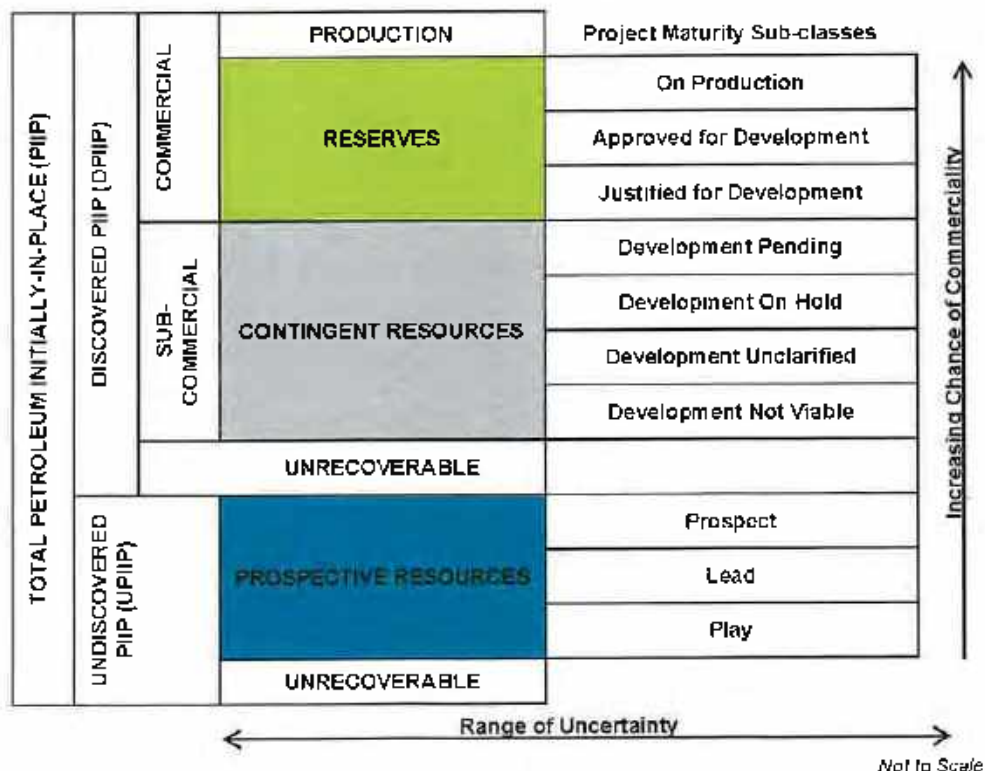 TOTAL PETROLEUM INITIALLY-IN-PLACE (PIIP)
DISCOVERED PIIP (DPIIP)
COMMERCIAL
PRODUCTION
Project Maturity Sub-classes
RESERVES
On Production
Approved for Development
Justified for Development
SUB-
COMMERCIAL
CONTINGENT RESOURCES
Development Pending
Development On Hold
Development Unclarified
Development Not Viable
UNRECOVERABLE
UNDISCOVERED
PIIP (UPIIP)
PROSPECTIVE RESOURCES
Prospect
Lead
Play
UNRECOVERABLE
Increasing Chance of Commerciality
Range of Uncertainty
Not to Scale